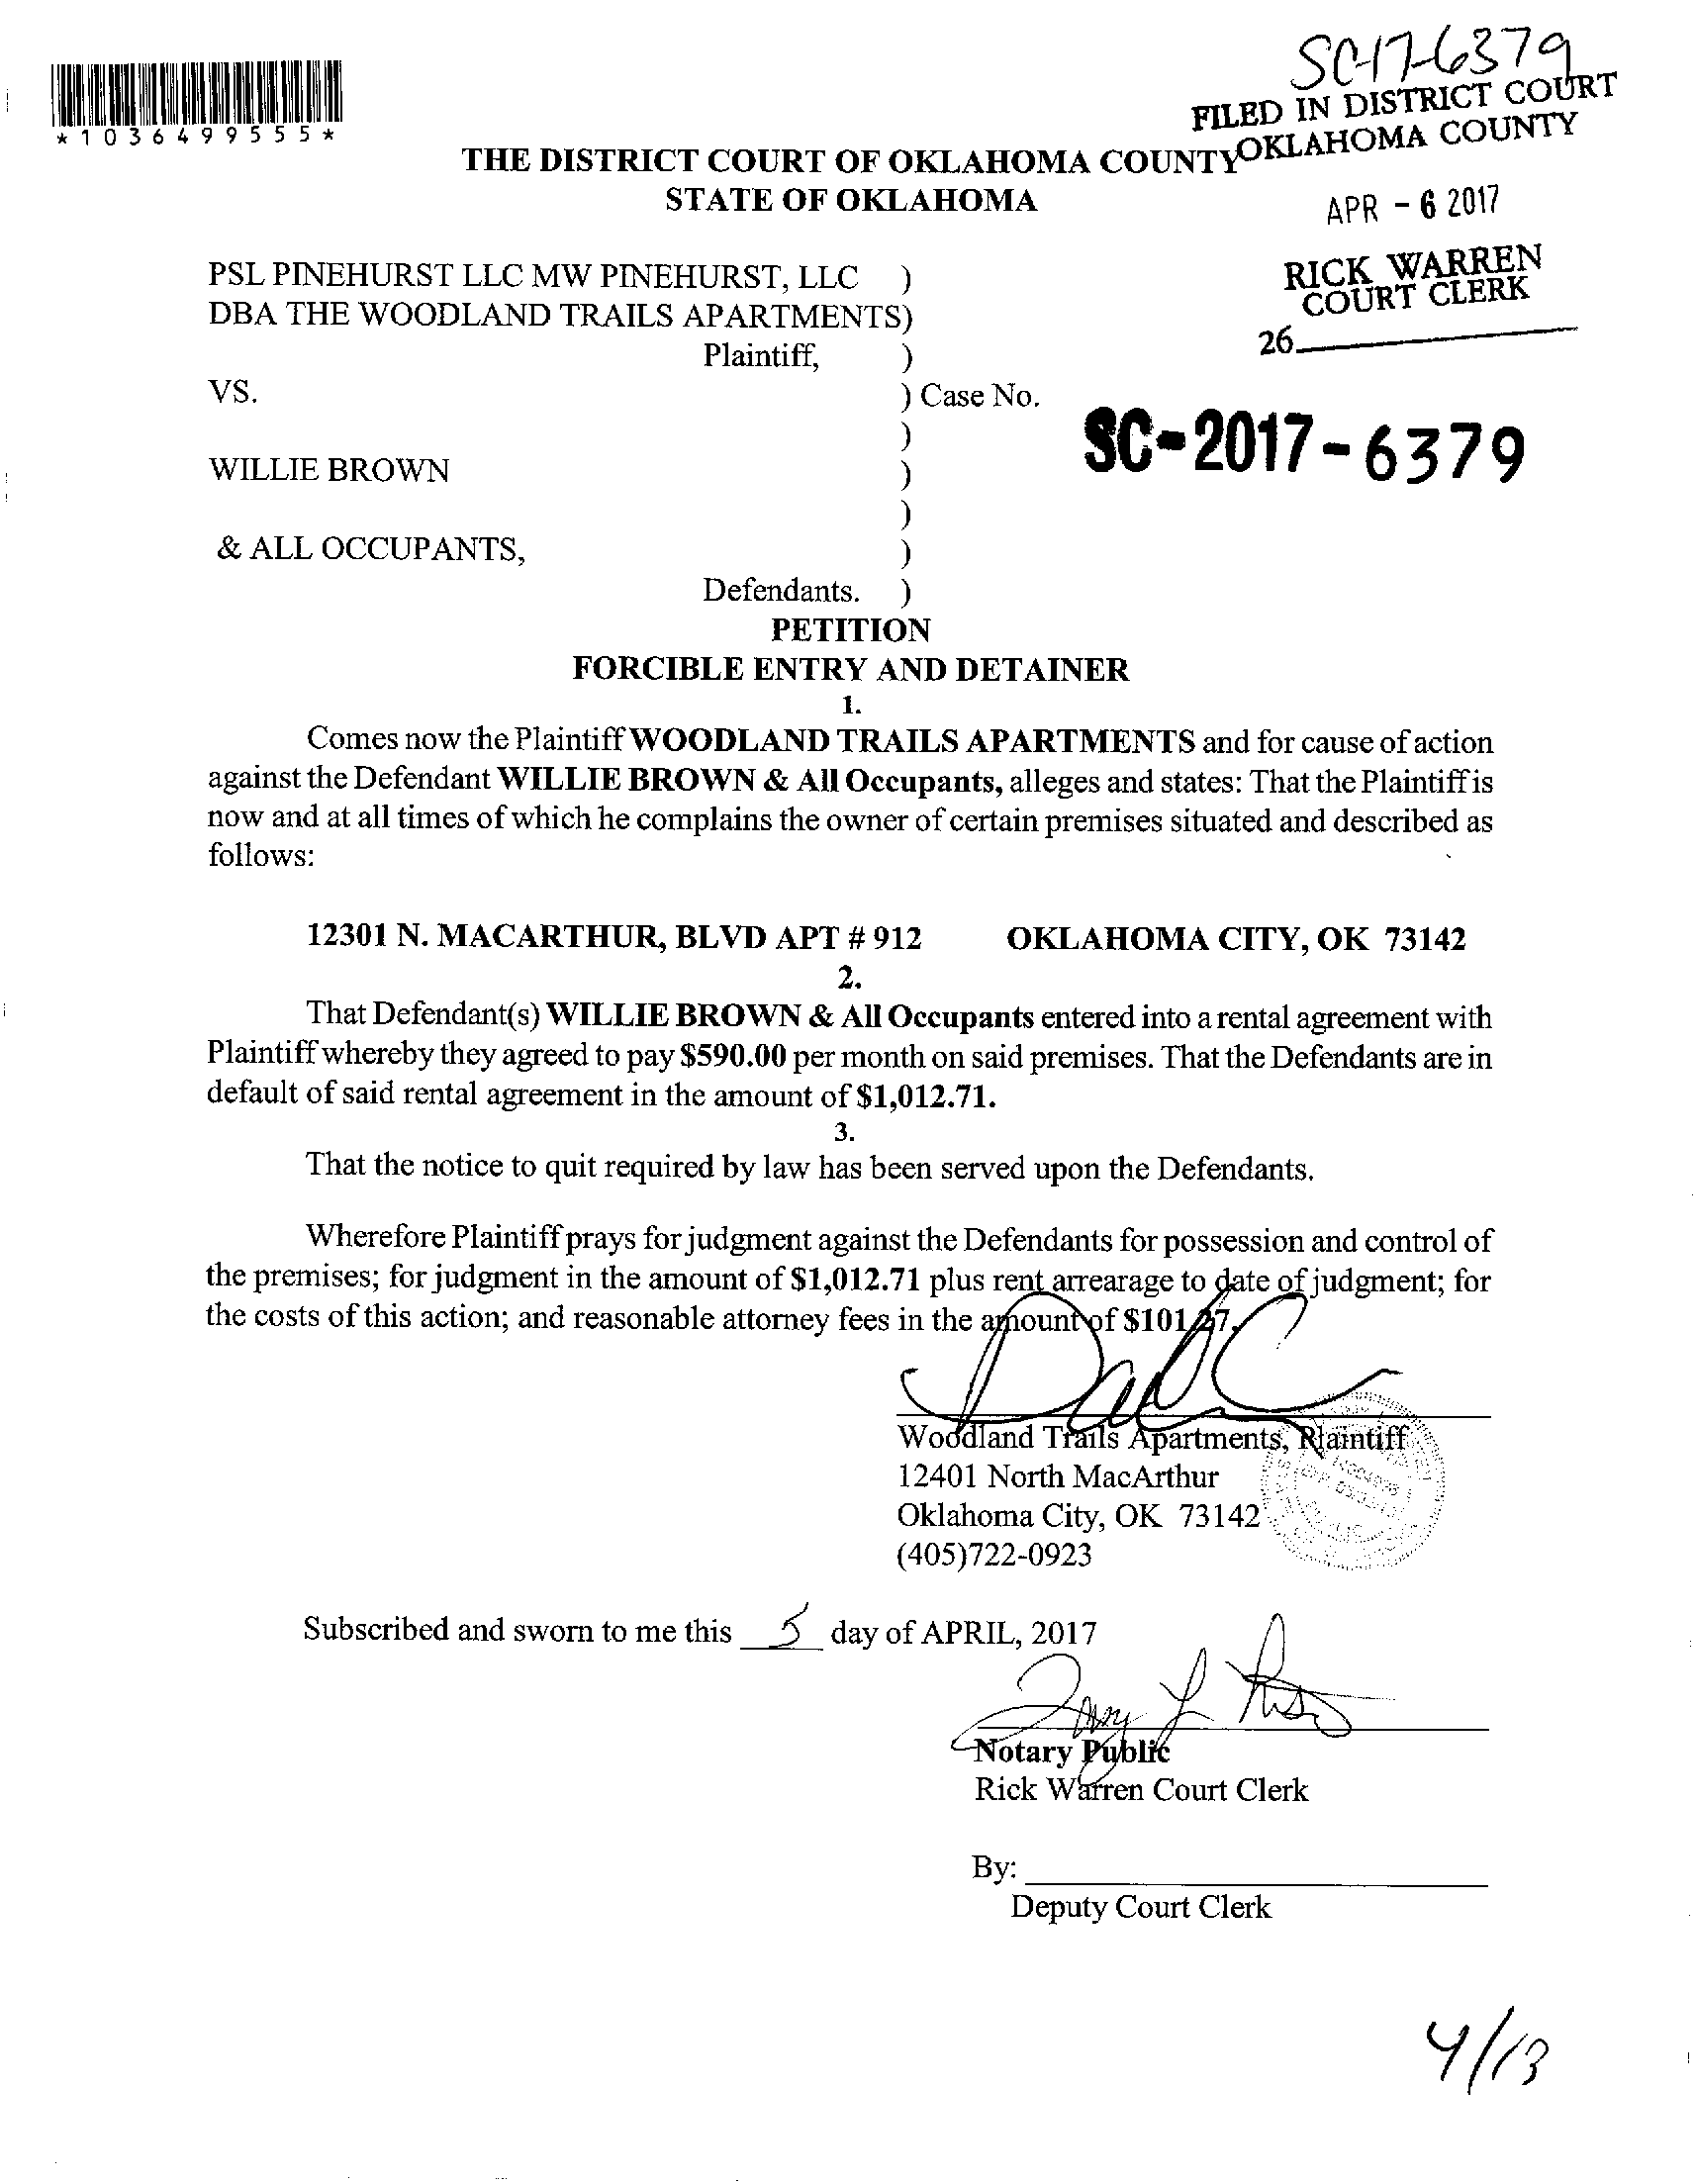 SC-17-6379
FILED IN DISTRICT COURT
OKLAHOMA COUNTY
*1036499555*
THE DISTRICT COURT OF OKLAHOMA COUNTY
STATE OF OKLAHOMA
APR - 6 2017
RICK WARREN
COURT CLERK
26
PSL PINEHURST LLC MW PINEHURST, LLC )
DBA THE WOODLAND TRAILS APARTMENTS)
Plaintiff, )
VS. ) Case No.
)
SC-2017-6379
WILLIE BROWN )
)
& ALL OCCUPANTS, )
Defendants. )
PETITION
FORCIBLE ENTRY AND DETAINER
1.
Comes now the Plaintiff WOODLAND TRAILS APARTMENTS and for cause of action
against the Defendant WILLIE BROWN & All Occupants, alleges and states: That the Plaintiff is
now and at all times of which he complains the owner of certain premises situated and described as
follows:
12301 N. MACARTHUR, BLVD APT # 912 OKLAHOMA CITY, OK 73142
2.
That Defendant(s) WILLIE BROWN & All Occupants entered into a rental agreement with
Plaintiff whereby they agreed to pay $590.00 per month on said premises. That the Defendants are in
default of said rental agreement in the amount of $1,012.71.
3.
That the notice to quit required by law has been served upon the Defendants.
Wherefore Plaintiff prays for judgment against the Defendants for possession and control of
the premises; for judgment in the amount of $1,012.71 plus rent arrearage to date of judgment; for
the costs of this action; and reasonable attorney fees in the amount of $101.27.
Woodland Trails Apartments, Plaintiff
12401 North MacArthur
Oklahoma City, OK 73142
(405)722-0923
Subscribed and sworn to me this 5 day of APRIL, 2017
Notary Public
Rick Warren Court Clerk
By:
Deputy Court Clerk
4/13